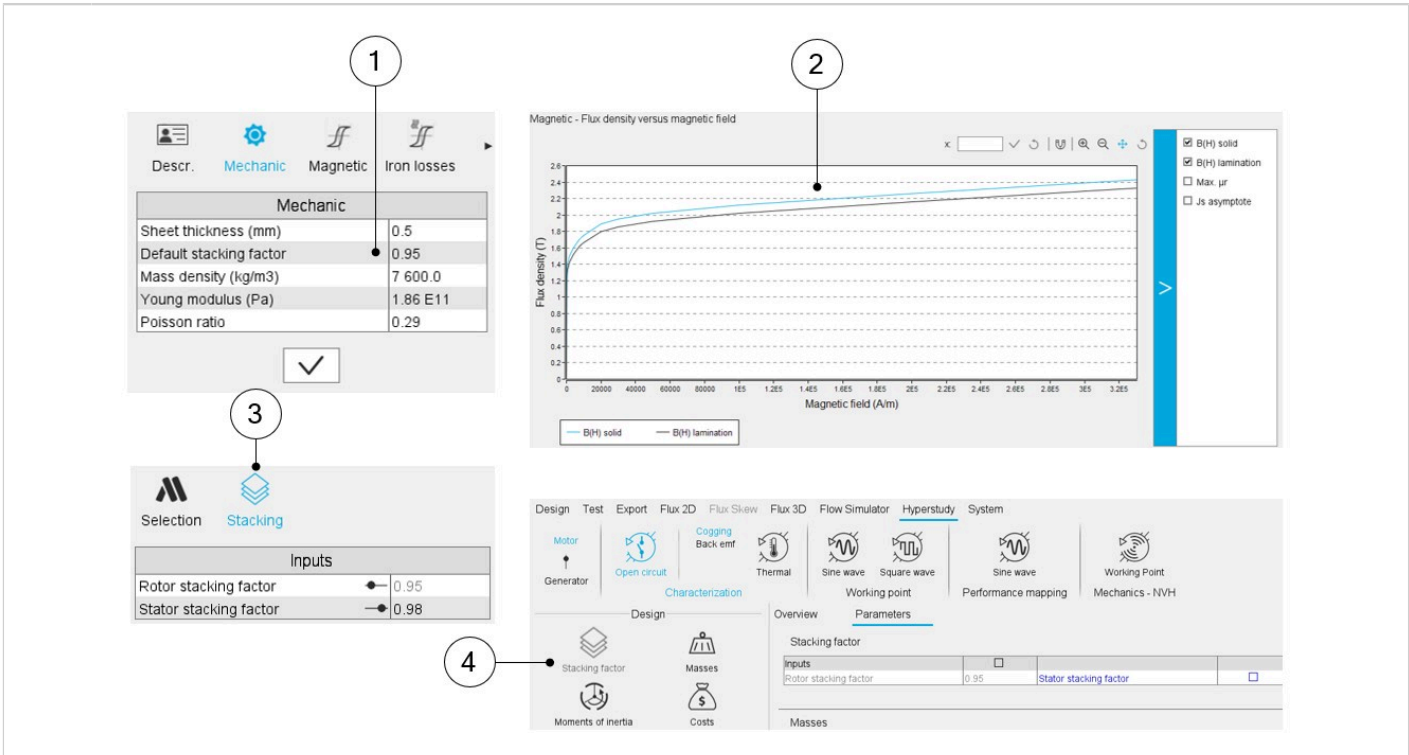 1
2
Descr. Mechanic Magnetic Iron losses
Mechanic
Sheet thickness (mm) 0.5
Default stacking factor 0.95
Mass density (kg/m3) 7 600.0
Young modulus (Pa) 1.86 E11
Poisson ratio 0.29
Magnetic - Flux density versus magnetic field
x:
B(H) solid
B(H) lamination
Max. µr
Js asymptote
2.6
2.4
2.2
2
1.8
1.6
1.4
1.2
1
0.8
0.6
0.4
0.2
0
Flux density (T)
0 20000 40000 60000 80000 1E5 1.2E5 1.4E5 1.6E5 1.8E5 2E5 2.2E5 2.4E5 2.6E5 2.8E5 3E5 3.2E5
Magnetic field (A/m)
B(H) solid B(H) lamination
3
Selection Stacking
Inputs
Rotor stacking factor 0.95
Stator stacking factor 0.98
4
Design Test Export Flux 2D Flux Skew Flux 3D Flow Simulator Hyperstudy System
Motor
Generator
Open circuit
Cogging
Back emf
Thermal
Characterization
Sine wave Square wave
Working point
Sine wave
Performance mapping
Working Point
Mechanics - NVH
Design
Stacking factor Masses
Moments of inertia Costs
Overview Parameters
Stacking factor
Inputs
Rotor stacking factor 0.95 Stator stacking factor
Masses